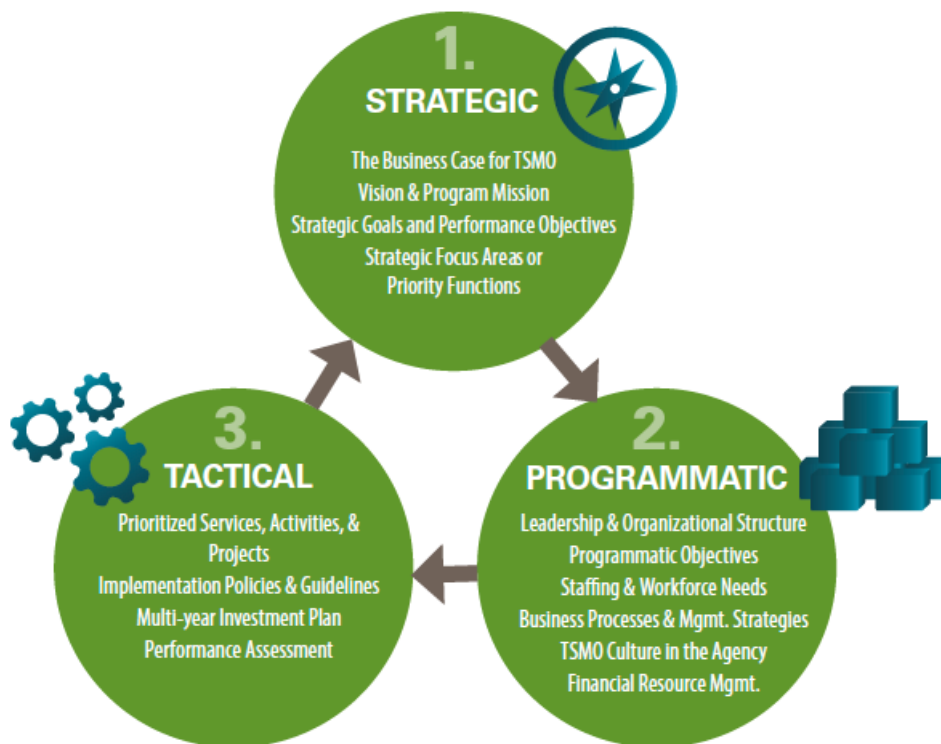 1.
STRATEGIC
The Business Case for TSMO
Vision & Program Mission
Strategic Goals and Performance Objectives
Strategic Focus Areas or
Priority Functions
2.
PROGRAMMATIC
Leadership & Organizational Structure
Programmatic Objectives
Staffing & Workforce Needs
Business Processes & Mgmt. Strategies
TSMO Culture in the Agency
Financial Resource Mgmt.
3.
TACTICAL
Prioritized Services, Activities, &
Projects
Implementation Policies & Guidelines
Multi-year Investment Plan
Performance Assessment